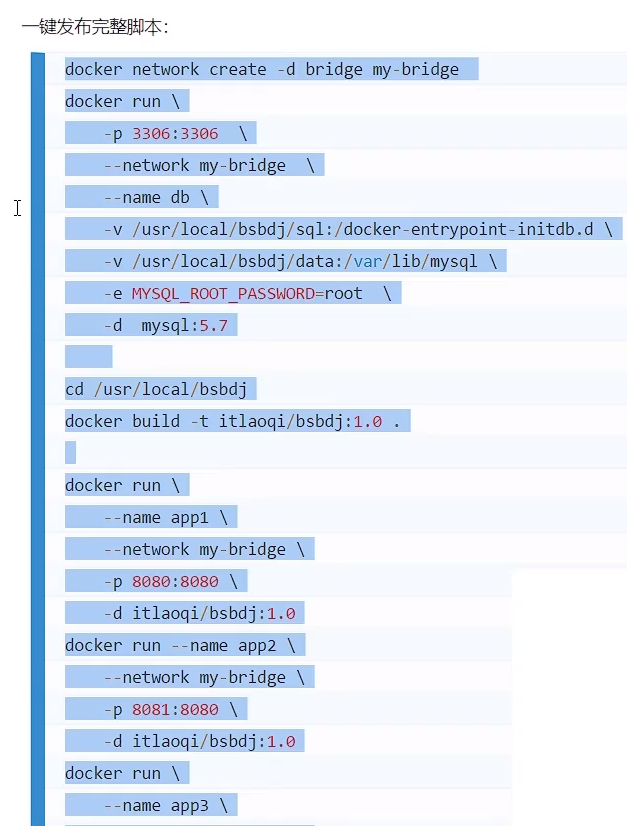 一键发布完整脚本：
docker network create -d bridge my-bridge
docker run \
    -p 3306:3306  \
    --network my-bridge  \
    --name db \
    -v /usr/local/bsbdj/sql:/docker-entrypoint-initdb.d \
    -v /usr/local/bsbdj/data:/var/lib/mysql \
    -e MYSQL_ROOT_PASSWORD=root  \
    -d  mysql:5.7
cd /usr/local/bsbdj
docker build -t itlaoqi/bsbdj:1.0 .
docker run \
    --name app1 \
    --network my-bridge \
    -p 8080:8080 \
    -d itlaoqi/bsbdj:1.0
docker run --name app2 \
    --network my-bridge \
    -p 8081:8080 \
    -d itlaoqi/bsbdj:1.0
docker run \
    --name app3 \